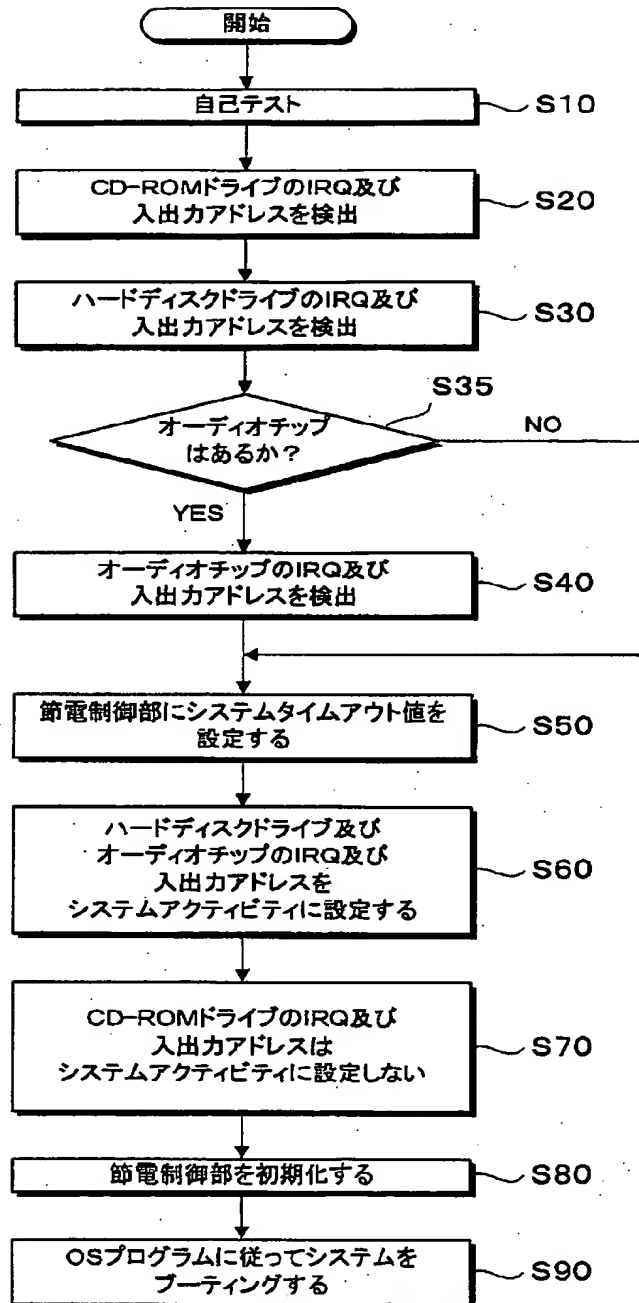 開始
自己テスト
S10
CD-ROMドライブのIRQ及び
入出力アドレスを検出
S20
ハードディスクドライブのIRQ及び
入出力アドレスを検出
S30
S35
オーディオチップ
はあるか?
NO
YES
オーディオチップのIRQ及び
入出力アドレスを検出
S40
節電制御部にシステムタイムアウト値を
設定する
S50
ハードディスクドライブ及び
オーディオチップのIRQ及び
入出力アドレスを
システムアクティビティに設定する
S60
CD-ROMドライブのIRQ及び
入出力アドレスは
システムアクティビティに設定しない
S70
節電制御部を初期化する
S80
OSプログラムに従ってシステムを
ブーティングする
S90